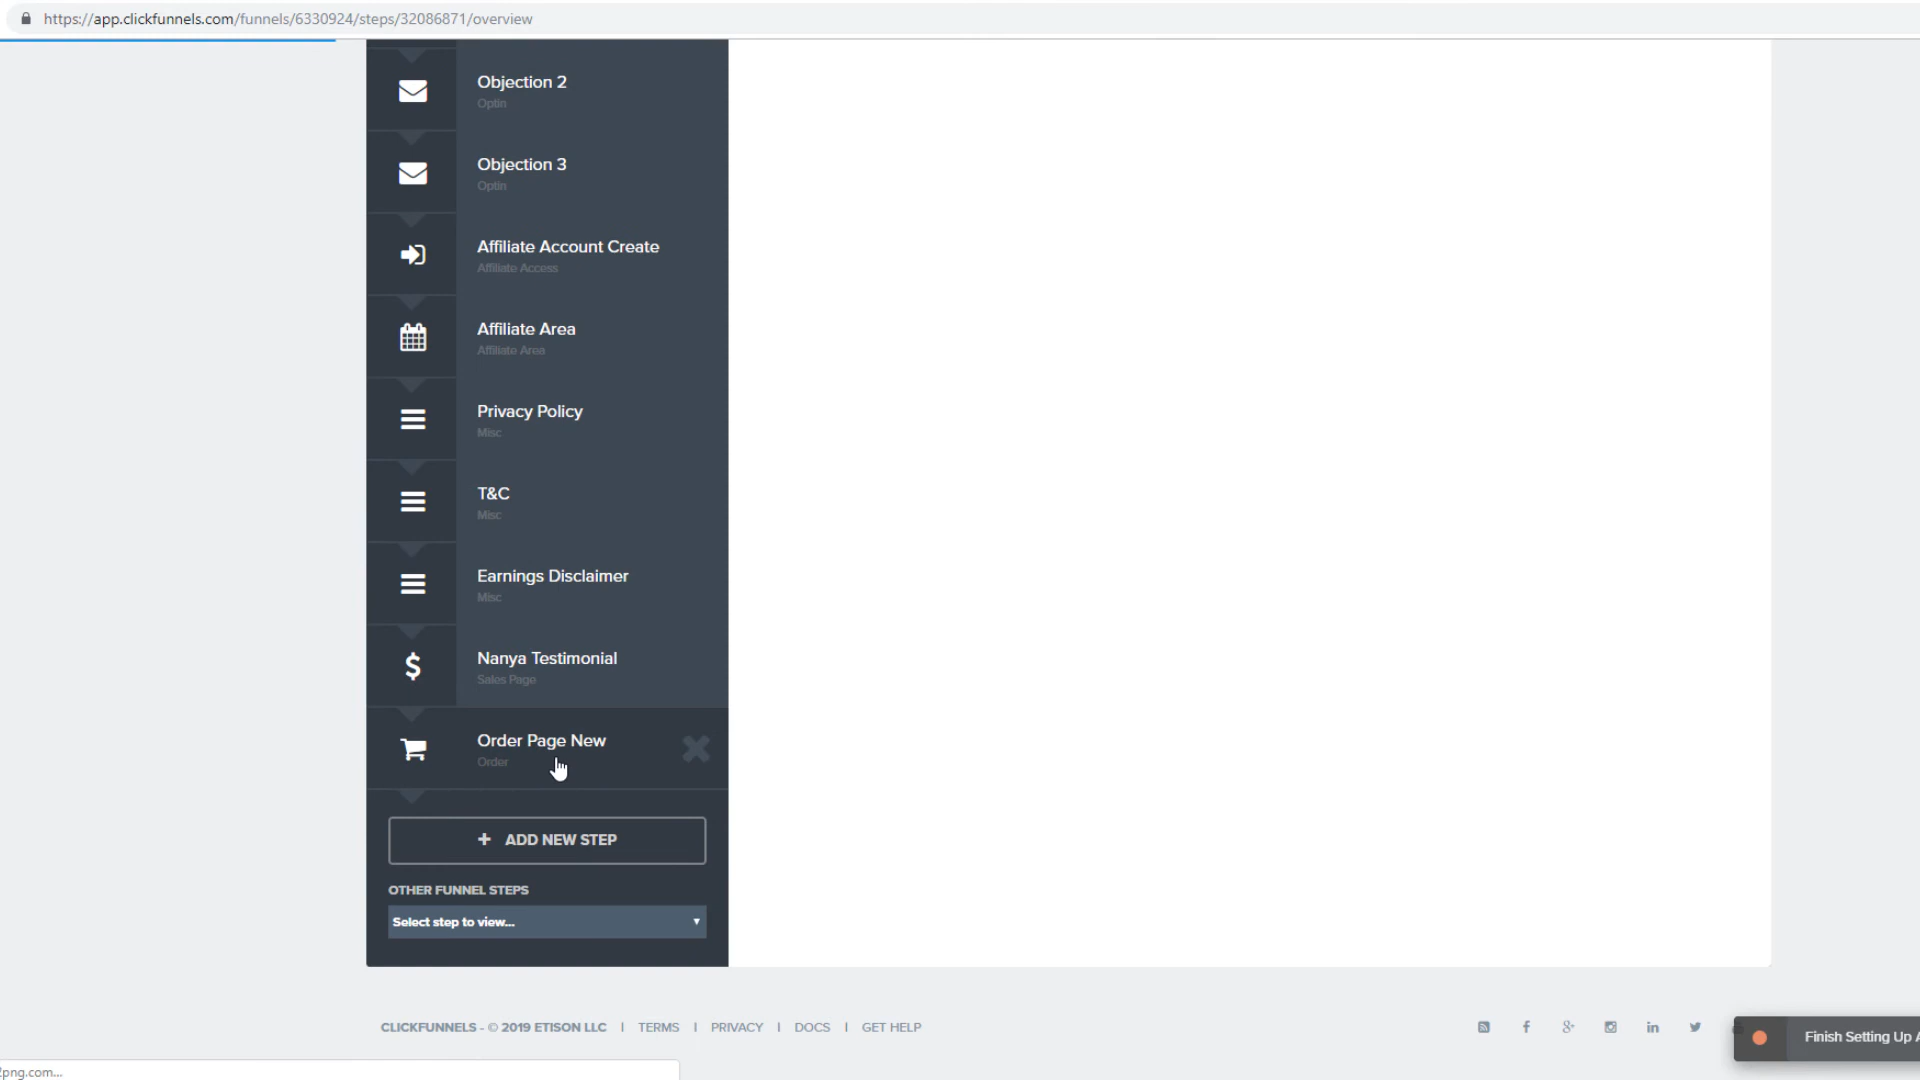 https://app.clickfunnels.com/funnels/6330924/steps/32086871/overview
Objection 2
Optin
Objection 3
Optin
Affiliate Account Create
Affiliate Access
Affiliate Area
Affiliate Area
Privacy Policy
Misc
T&C
Misc
Earnings Disclaimer
Misc
Nanya Testimonial
Sales Page
Order Page New
Order
+ ADD NEW STEP
OTHER FUNNEL STEPS
Select step to view...
CLICKFUNNELS - © 2019 ETISON LLC | TERMS | PRIVACY | DOCS | GET HELP
Finish Setting Up A
png.com...